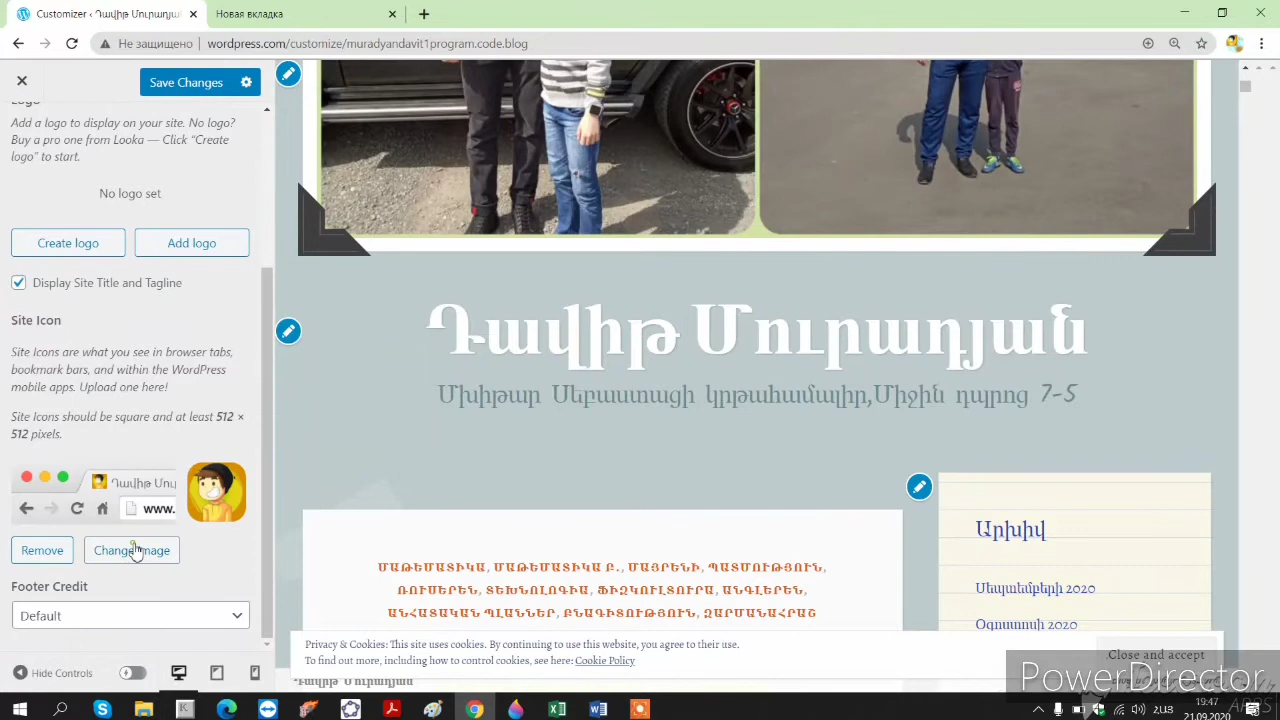 Customizer ‹ Դավիթ Մուրադյան
Новая вкладка
Не защищено
wordpress.com/customize/muradyandavit1program.code.blog
Save Changes
Logo
Add a logo to display on your site. No logo?
Buy a pro one from Looka — Click “Create
logo” to start.
No logo set
Create logo
Add logo
Display Site Title and Tagline
Site Icon
Site Icons are what you see in browser tabs,
bookmark bars, and within the WordPress
mobile apps. Upload one here!
Site Icons should be square and at least 512 ×
512 pixels.
Դավիթ Մու
www.
Remove
Change image
Footer Credit
Default
Hide Controls
Դավիթ Մուրադյան
Մխիթար Սեբաստացի կրթահամալիր,Միջին դպրոց 7-5
ՄԱԹԵՄԱՏԻԿԱ, ՄԱԹԵՄԱՏԻԿԱ Բ., ՄԱՅՐԵՆԻ, ՊԱՏՄՈՒԹՅՈՒՆ,
ՌՈՒՍԵՐԵՆ, ՏԵԽՆՈԼՈԳԻԱ, ՖԻԶԿՈՒԼՏՈՒՐԱ, ԱՆԳԼԵՐԵՆ,
ԱՆՀԱՏԱԿԱՆ ՊԼԱՆՆԵՐ, ԲՆԱԳԻՏՈՒԹՅՈՒՆ, ԶԱՐՄԱՆԱՀՐԱՇ
Արխիվ
Սեպտեմբերի 2020
Օգոստոսի 2020
Privacy & Cookies: This site uses cookies. By continuing to use this website, you agree to their use.
To find out more, including how to control cookies, see here: Cookie Policy
Close and accept
Դավիթ Մուրադյան
PowerDirector
19:47
21.09.2020